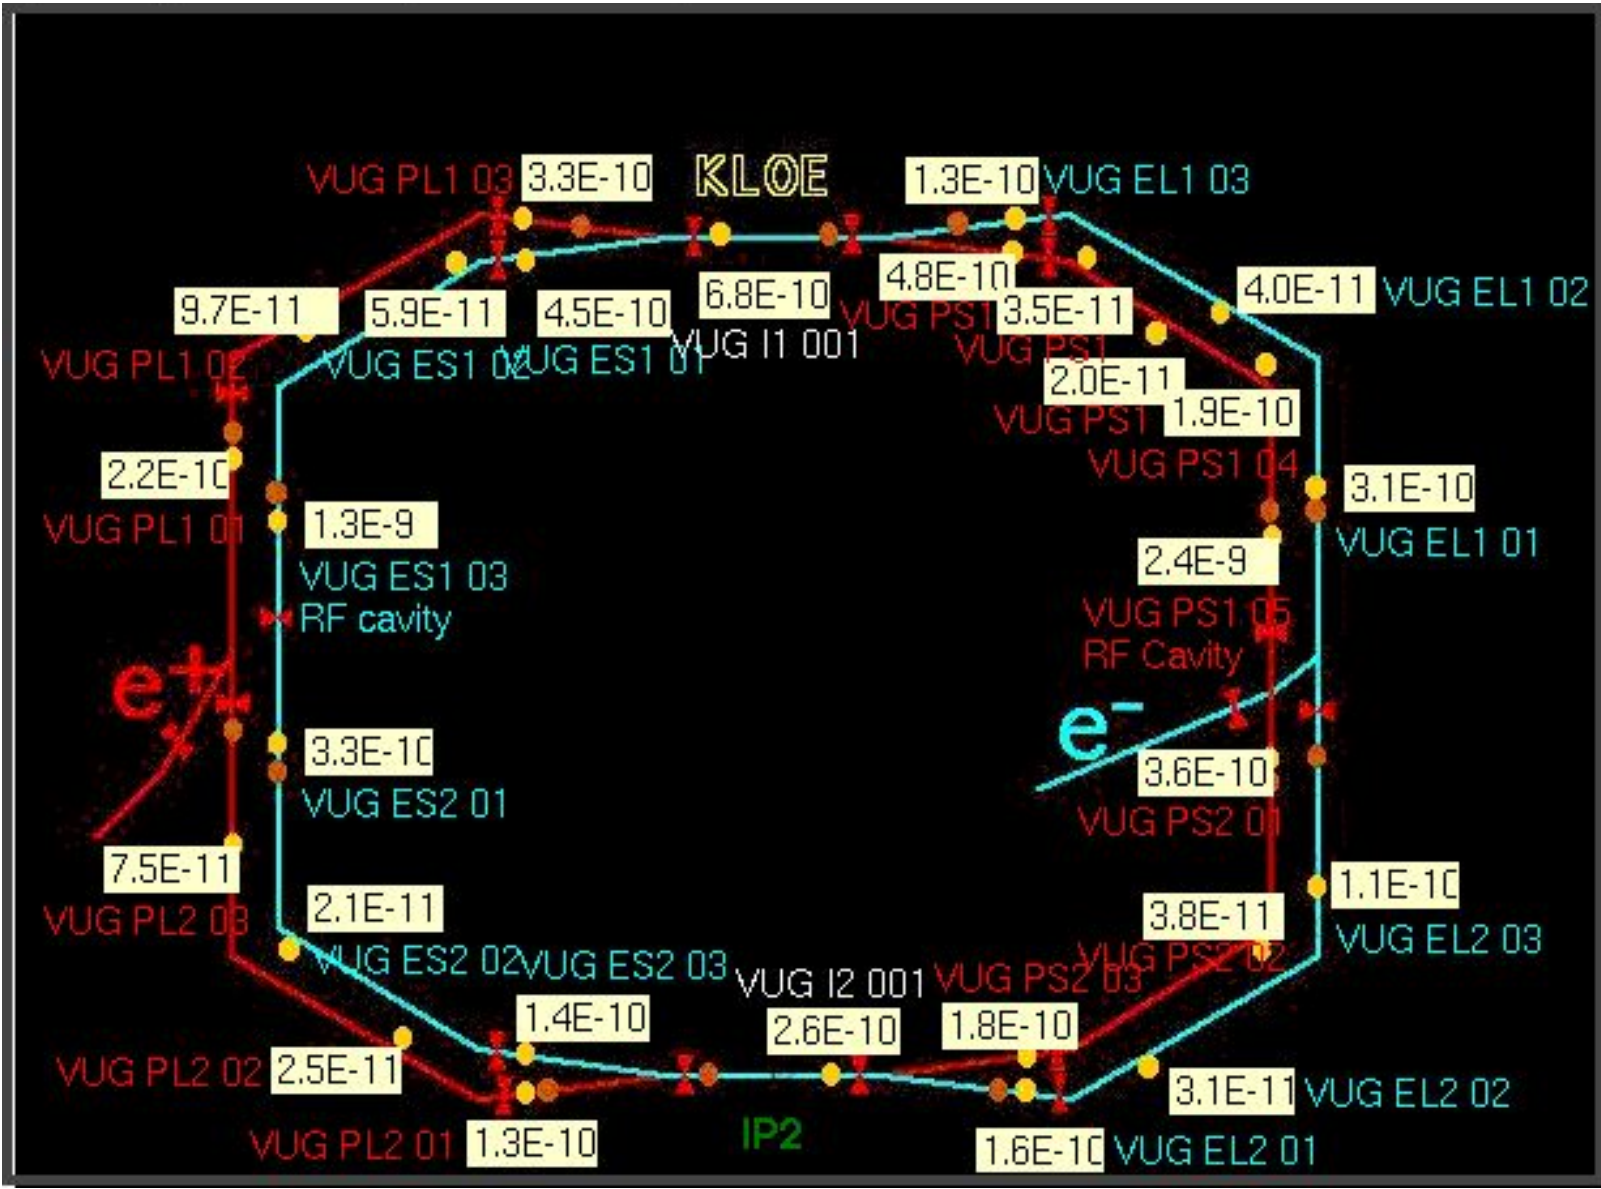 VUG PL1 03
3.3E-10
KLOE
1.3E-10
VUG EL1 03
9.7E-11
5.9E-11
4.5E-10
6.8E-10
4.8E-10
3.5E-11
4.0E-11
VUG EL1 02
VUG PL1 02
VUG ES1 02
VUG ES1 01
VUG I1 001
VUG PS1
VUG PS1
2.0E-11
1.9E-10
VUG PS1
VUG PS1 04
2.2E-10
VUG PL1 01
1.3E-9
VUG ES1 03
RF cavity
3.1E-10
VUG EL1 01
2.4E-9
VUG PS1 05
RF Cavity
e+
e−
3.3E-10
VUG ES2 01
3.6E-10
VUG PS2 01
7.5E-11
VUG PL2 03
2.1E-11
VUG ES2 02
VUG ES2 03
3.8E-11
VUG PS2 02
1.1E-10
VUG EL2 03
VUG I2 001
VUG PS2 03
1.4E-10
2.6E-10
1.8E-10
VUG PL2 02
2.5E-11
3.1E-11
VUG EL2 02
VUG PL2 01
1.3E-10
IP2
1.6E-10
VUG EL2 01